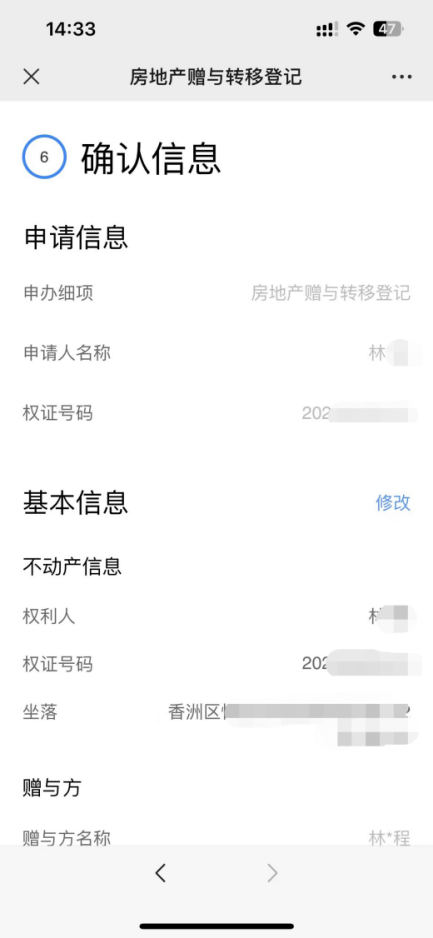 14:33
47
房地产赠与转移登记
6
确认信息
申请信息
申办细项 房地产赠与转移登记
申请人名称 林
权证号码 202
基本信息 修改
不动产信息
权利人
权证号码 202
坐落 香洲区
赠与方
赠与方名称 林*程